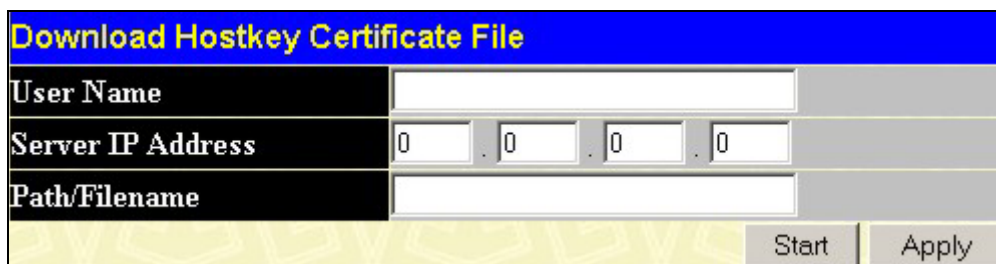 Download Hostkey Certificate File
User Name
Server IP Address 0 . 0 . 0 . 0
Path/Filename
Start Apply